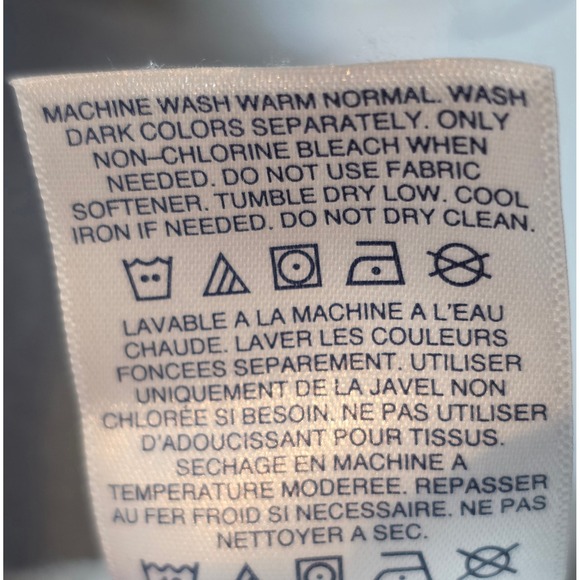 MACHINE WASH WARM NORMAL. WASH
DARK COLORS SEPARATELY. ONLY
NON-CHLORINE BLEACH WHEN
NEEDED. DO NOT USE FABRIC
SOFTENER. TUMBLE DRY LOW. COOL
IRON IF NEEDED. DO NOT DRY CLEAN.
LAVABLE A LA MACHINE A L'EAU
CHAUDE. LAVER LES COULEURS
FONCEES SEPAREMENT. UTILISER
UNIQUEMENT DE LA JAVEL NON
CHLORÉE SI BESOIN. NE PAS UTILISER
D'ADOUCISSANT POUR TISSUS.
SECHAGE EN MACHINE A
TEMPERATURE MODEREE. REPASSER
AU FER FROID SI NECESSAIRE. NE PAS
NETTOYER A SEC.